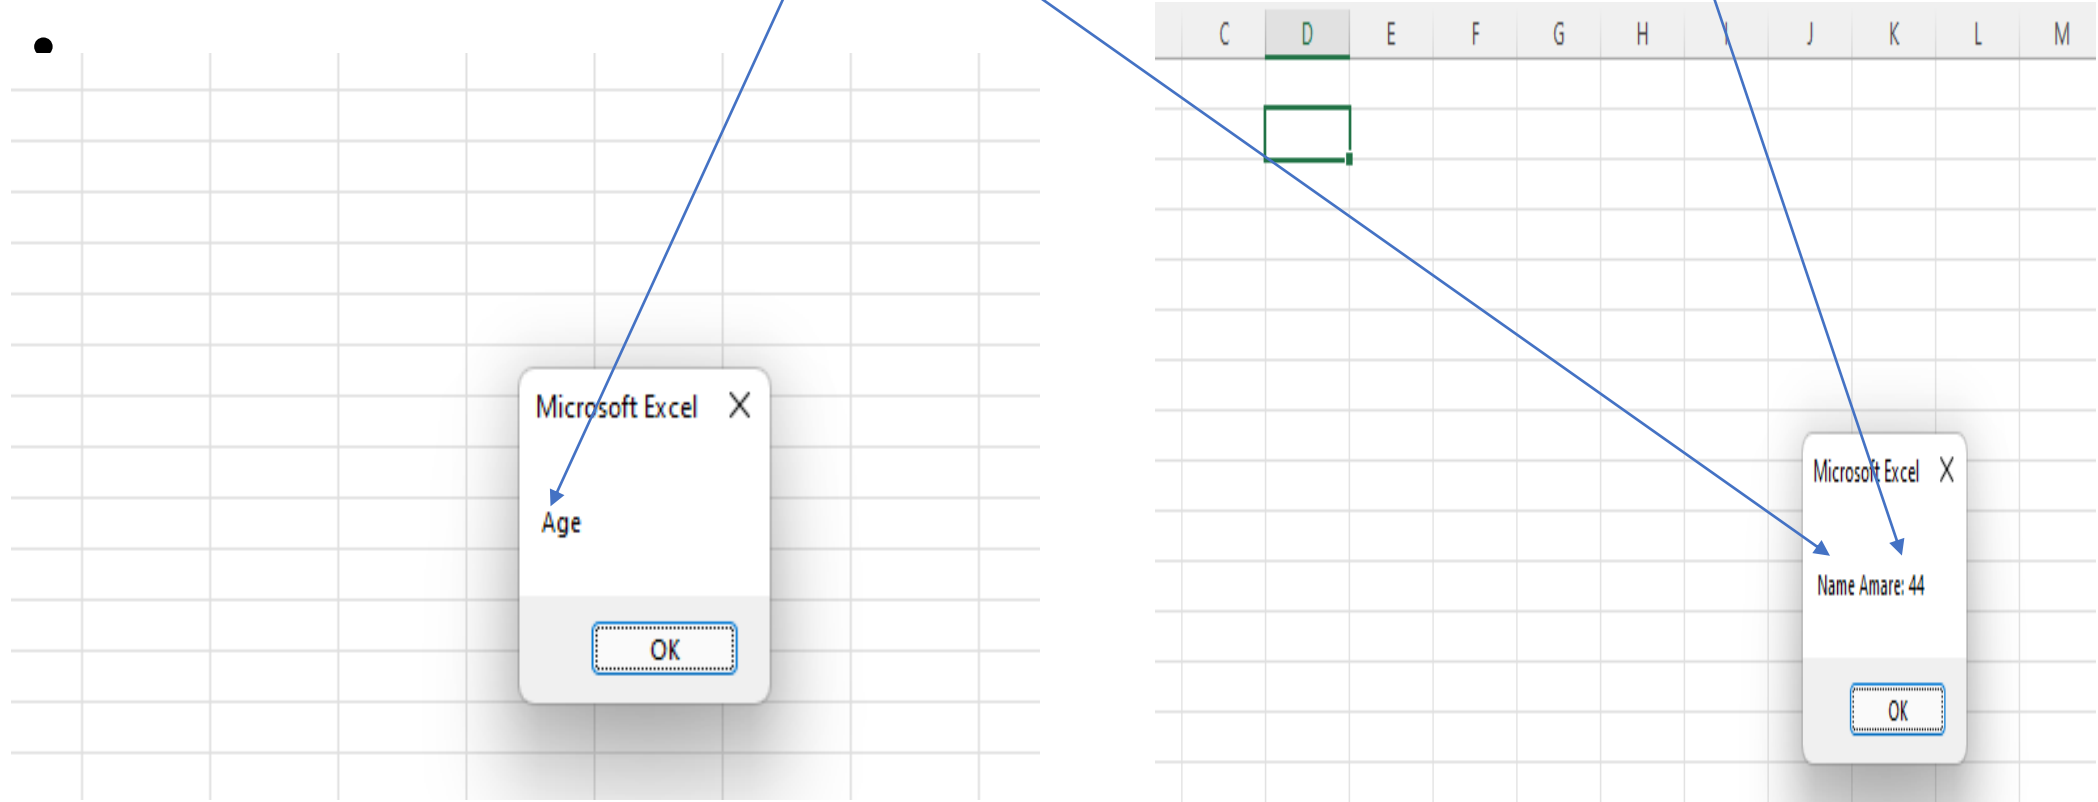 C D E F G H I J K L M
Microsoft Excel
Age
OK
Microsoft Excel
Name Amare: 44
OK